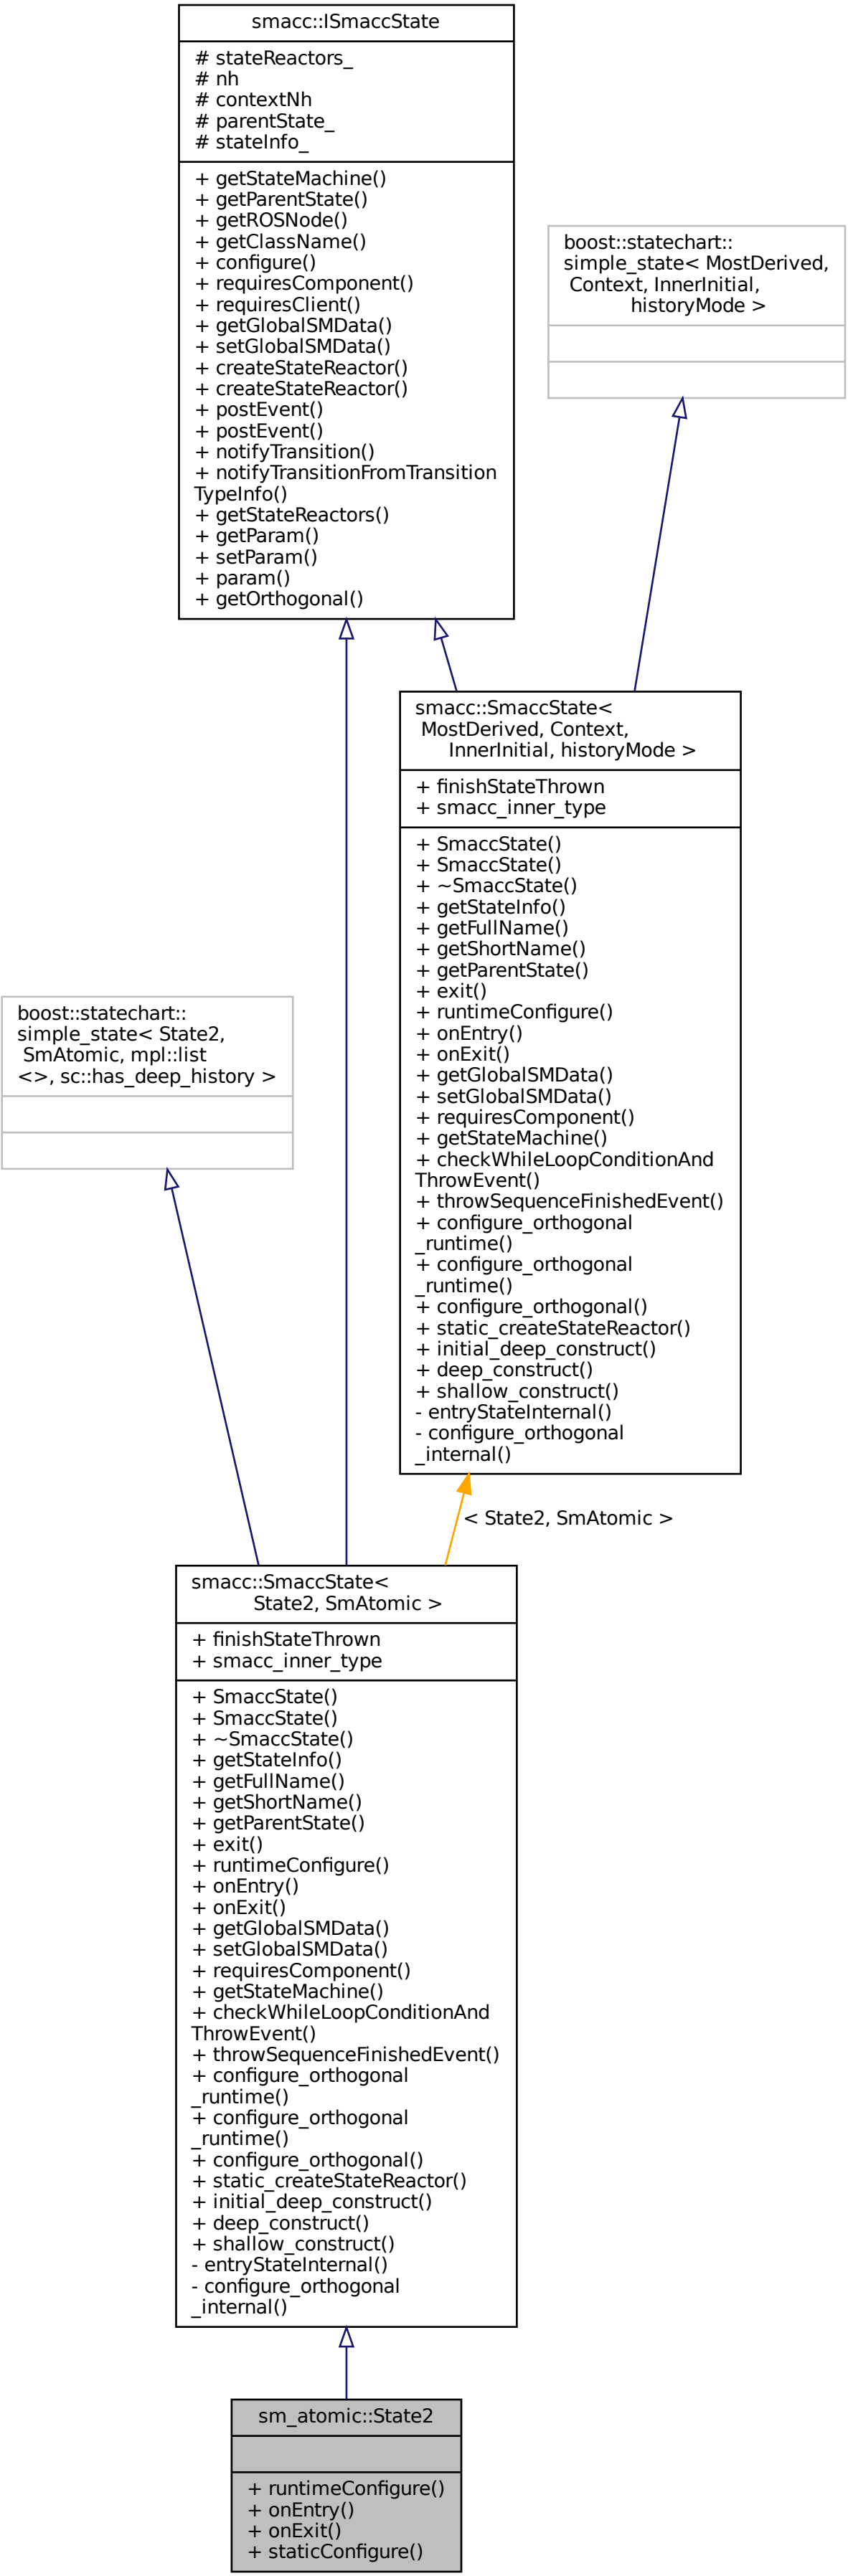 smacc::ISmaccState
# stateReactors_
# nh
# contextNh
# parentState_
# stateInfo_
+ getStateMachine()
+ getParentState()
+ getROSNode()
+ getClassName()
+ configure()
+ requiresComponent()
+ requiresClient()
+ getGlobalSMData()
+ setGlobalSMData()
+ createStateReactor()
+ createStateReactor()
+ postEvent()
+ postEvent()
+ notifyTransition()
+ notifyTransitionFromTransition
TypeInfo()
+ getStateReactors()
+ getParam()
+ setParam()
+ param()
+ getOrthogonal()
boost::statechart::
simple_state< MostDerived,
Context, InnerInitial,
historyMode >
smacc::SmaccState<
MostDerived, Context,
InnerInitial, historyMode >
+ finishStateThrown
+ smacc_inner_type
+ SmaccState()
+ SmaccState()
+ ~SmaccState()
+ getStateInfo()
+ getFullName()
+ getShortName()
+ getParentState()
+ exit()
+ runtimeConfigure()
+ onEntry()
+ onExit()
+ getGlobalSMData()
+ setGlobalSMData()
+ requiresComponent()
+ getStateMachine()
+ checkWhileLoopConditionAnd
ThrowEvent()
+ throwSequenceFinishedEvent()
+ configure_orthogonal
_runtime()
+ configure_orthogonal
_runtime()
+ configure_orthogonal()
+ static_createStateReactor()
+ initial_deep_construct()
+ deep_construct()
+ shallow_construct()
- entryStateInternal()
- configure_orthogonal
_internal()
boost::statechart::
simple_state< State2,
SmAtomic, mpl::list
<>, sc::has_deep_history >
< State2, SmAtomic >
smacc::SmaccState<
State2, SmAtomic >
+ finishStateThrown
+ smacc_inner_type
+ SmaccState()
+ SmaccState()
+ ~SmaccState()
+ getStateInfo()
+ getFullName()
+ getShortName()
+ getParentState()
+ exit()
+ runtimeConfigure()
+ onEntry()
+ onExit()
+ getGlobalSMData()
+ setGlobalSMData()
+ requiresComponent()
+ getStateMachine()
+ checkWhileLoopConditionAnd
ThrowEvent()
+ throwSequenceFinishedEvent()
+ configure_orthogonal
_runtime()
+ configure_orthogonal
_runtime()
+ configure_orthogonal()
+ static_createStateReactor()
+ initial_deep_construct()
+ deep_construct()
+ shallow_construct()
- entryStateInternal()
- configure_orthogonal
_internal()
sm_atomic::State2
+ runtimeConfigure()
+ onEntry()
+ onExit()
+ staticConfigure()